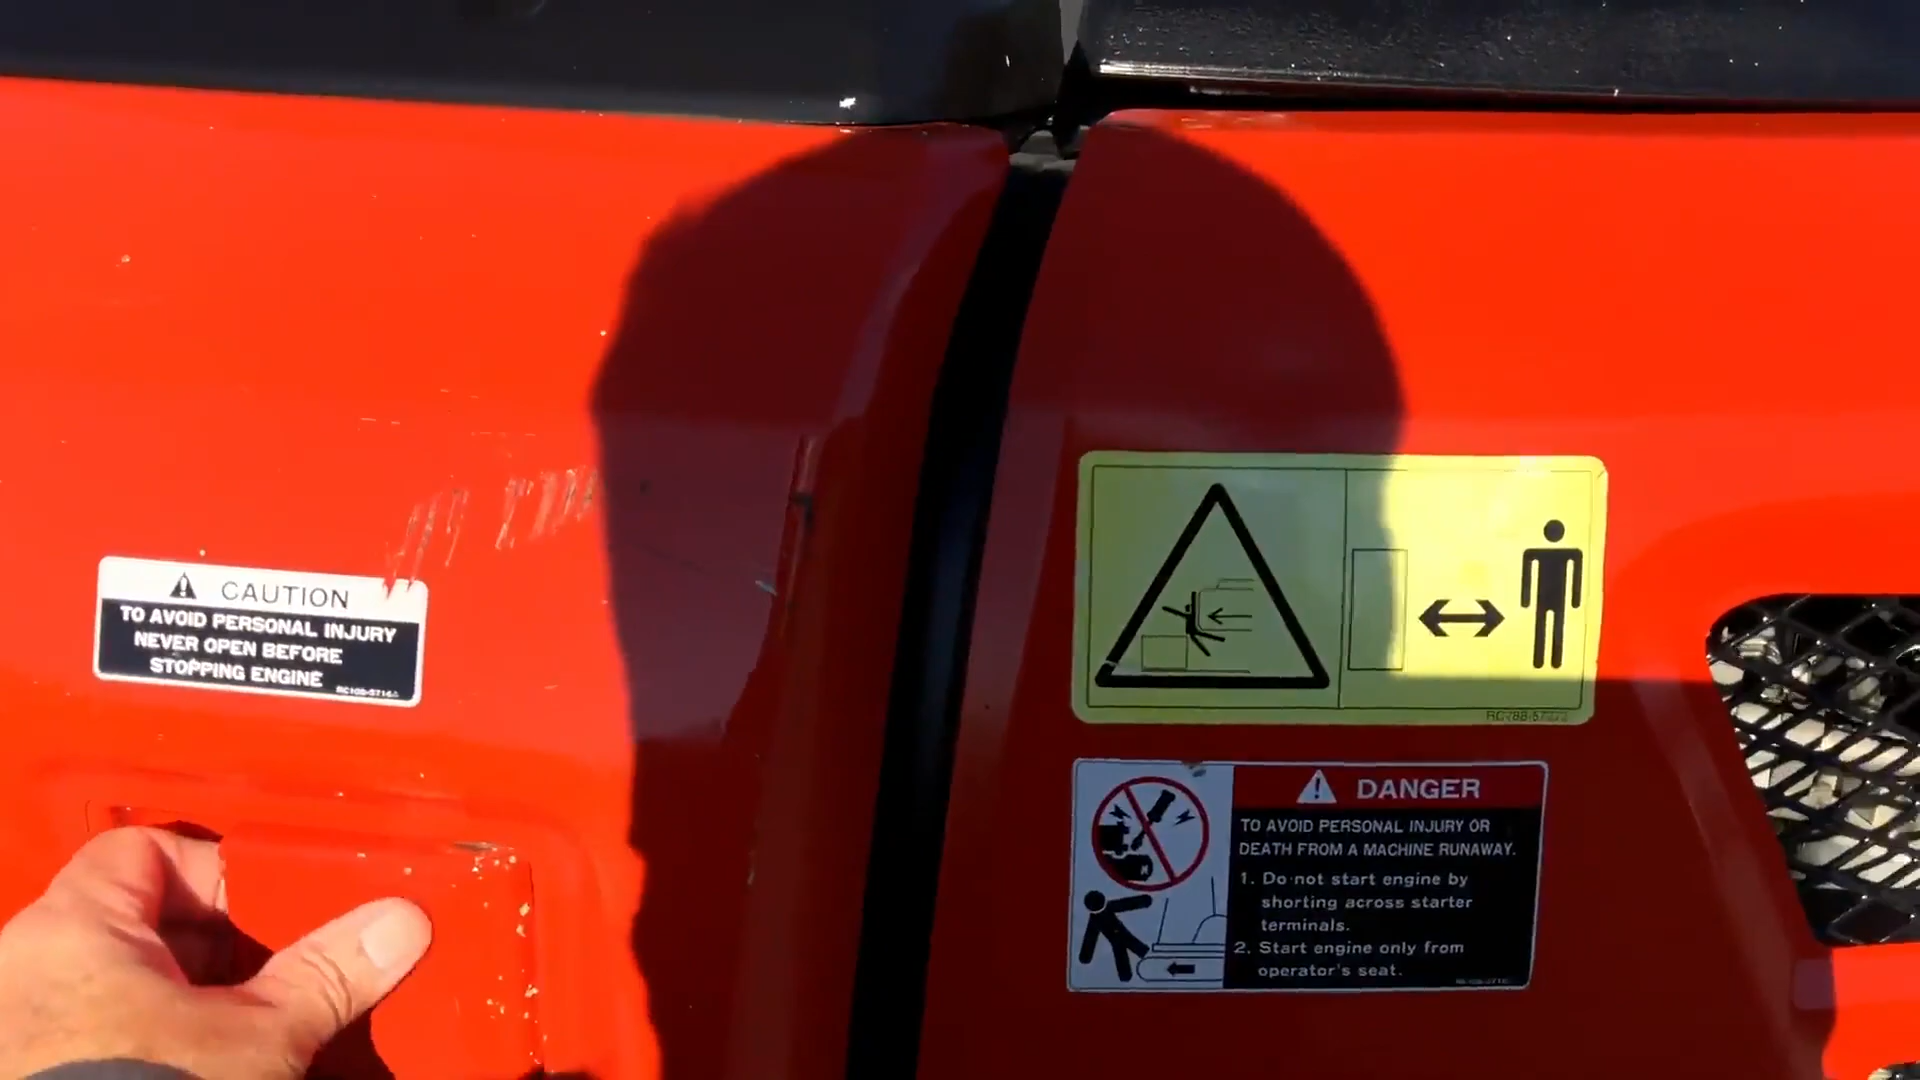 CAUTION
TO AVOID PERSONAL INJURY
NEVER OPEN BEFORE
STOPPING ENGINE
DANGER
TO AVOID PERSONAL INJURY OR
DEATH FROM A MACHINE RUNAWAY.
1. Do not start engine by
shorting across starter
terminals.
2. Start engine only from
operator's seat.